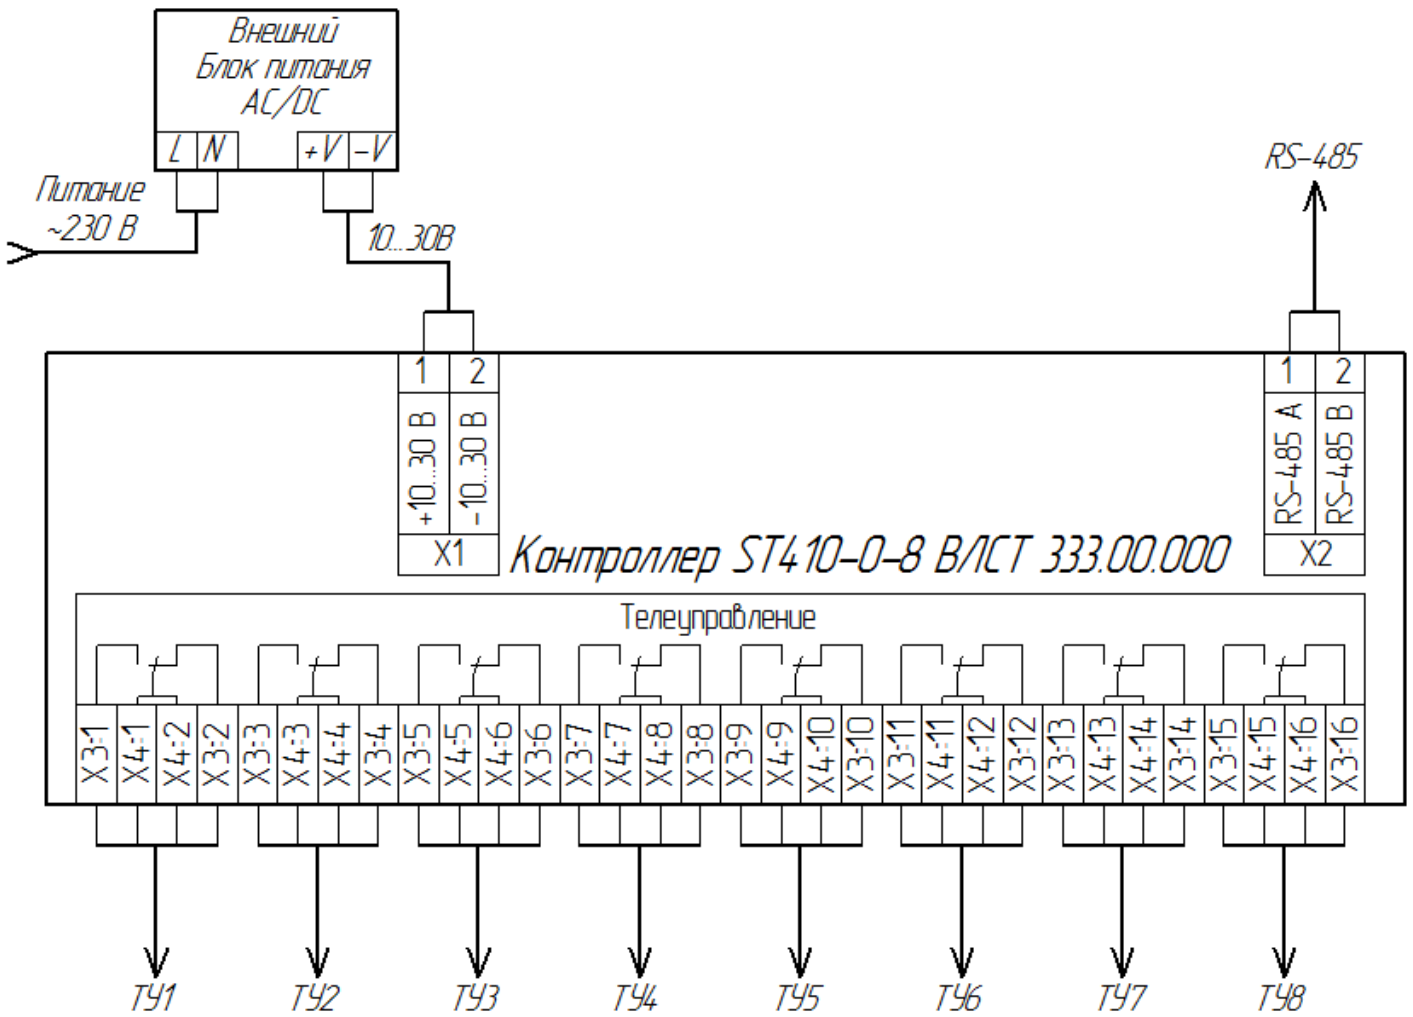 Внешний
Блок питания
AC/DC
L N +V -V
Питание
~230 В
10...30В
RS-485
1 2
+10...30 В
-10...30 В
X1
1 2
RS-485 A
RS-485 B
X2
Контроллер ST410-0-8 ВЛСТ 333.00.000
Телеуправление
X3:1 X4:1 X4:2 X3:2 X3:3 X4:3 X4:4 X3:4 X3:5 X4:5 X4:6 X3:6 X3:7 X4:7 X4:8 X3:8 X3:9 X4:9 X4:10 X3:10 X3:11 X4:11 X4:12 X3:12 X3:13 X4:13 X4:14 X3:14 X3:15 X4:15 X4:16 X3:16
ТУ1 ТУ2 ТУ3 ТУ4 ТУ5 ТУ6 ТУ7 ТУ8